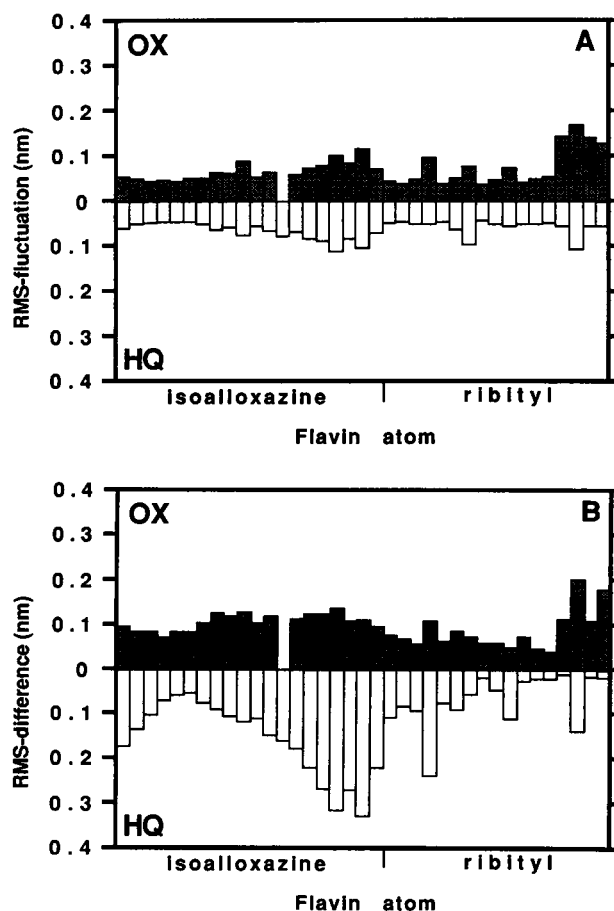 OX
A
RMS-fluctuation (nm)
0.4
0.3
0.2
0.1
0
0.1
0.2
0.3
0.4
HQ
isoalloxazine
ribityl
Flavin atom
OX
B
RMS-difference (nm)
0.4
0.3
0.2
0.1
0
0.1
0.2
0.3
0.4
HQ
isoalloxazine
ribityl
Flavin atom